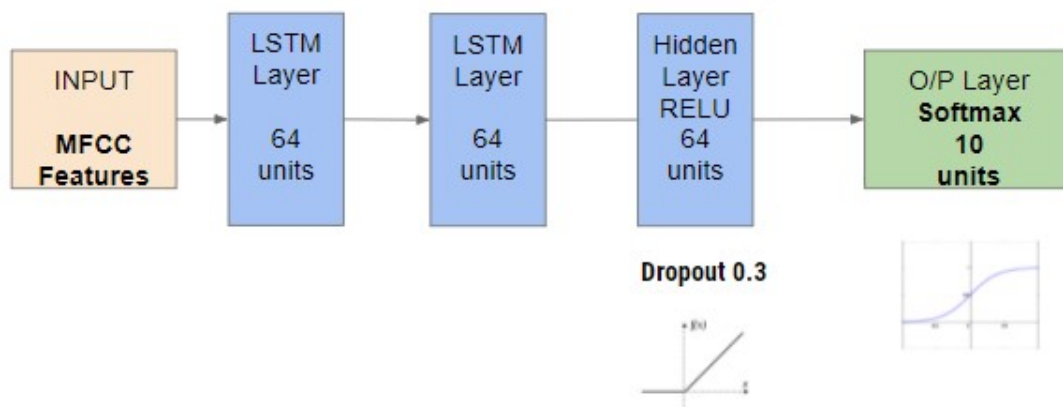 INPUT
MFCC
Features
LSTM
Layer
64
units
LSTM
Layer
64
units
Hidden
Layer
RELU
64
units
O/P Layer
Softmax
10
units
Dropout 0.3
f(x)